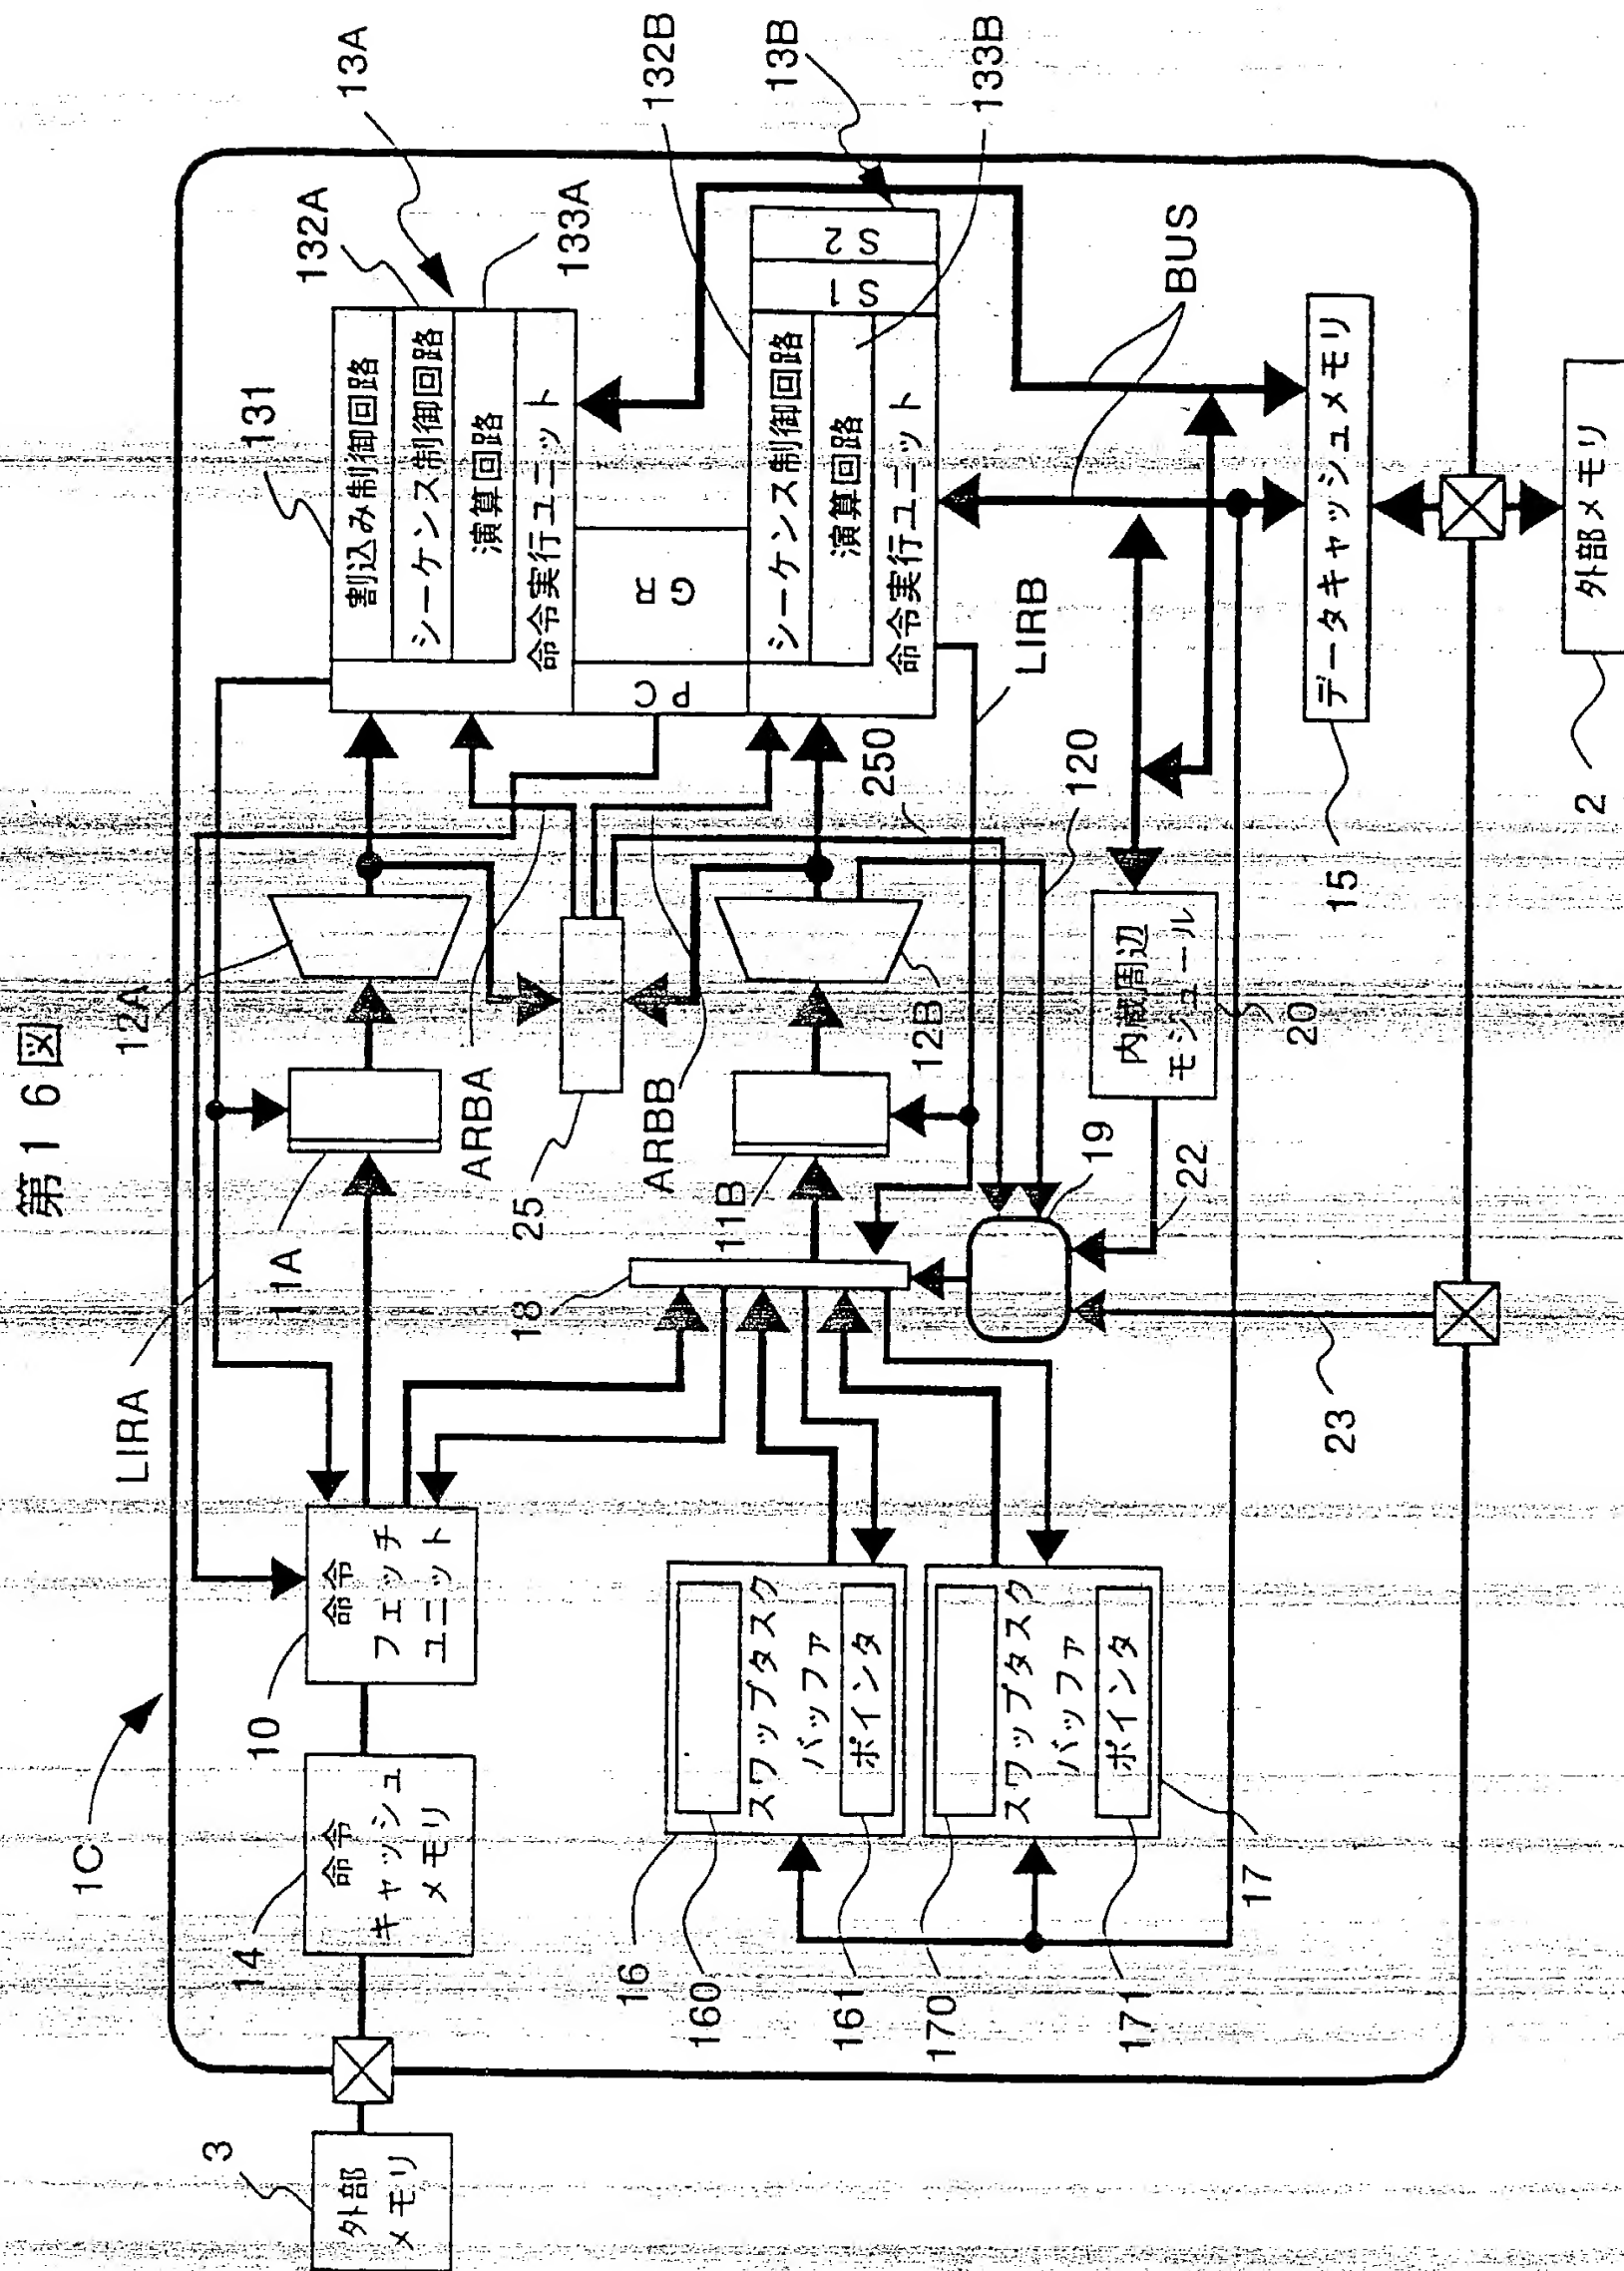 第16図
1C
3
外部
メモリ
14
命令
キャッシュ
メモリ
10
命令
フェッチ
ユニット
LIRA
11A
12A
131
132A
13A
133A
割込み制御回路
シーケンス制御回路
演算回路
命令実行ユニット
PC
GR
ARBA
25
ARBB
18
11B
12B
132B
13B
133B
シーケンス制御回路
演算回路
命令実行ユニット
S1
S2
LIRB
250
120
BUS
16
160
161
スワップタスク
バッファ
ポインタ
17
170
171
スワップタスク
バッファ
ポインタ
19
22
23
内蔵周辺
モジュール
20
15
データキャッシュメモリ
2
外部メモリ